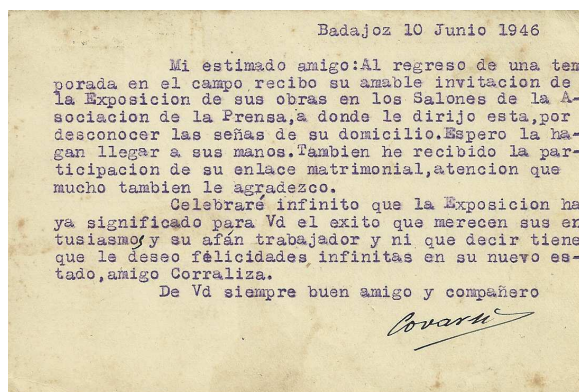 Badajoz 10 Junio 1946
Mi estimado amigo:Al regreso de una tem
porada en el campo recibo su amable invitacion de
la Exposicion de sus obras en los Salones de la A-
sociacion de la Prensa,a donde le dirijo esta,por
desconocer las señas de su domicilio.Espero la ha-
gan llegar a sus manos.Tambien he recibido la par-
ticipacion de su enlace matrimonial,atencion que
mucho tambien le agradezco.
Celebraré infinito que la Exposicion ha
ya significado para Vd el exito que merecen sus en
tusiasmos y su afán trabajador y ni que decir tiene
que le deseo felicidades infinitas en su nuevo es-
tado,amigo Corraliza.
De Vd siempre buen amigo y compañero
Covarsí